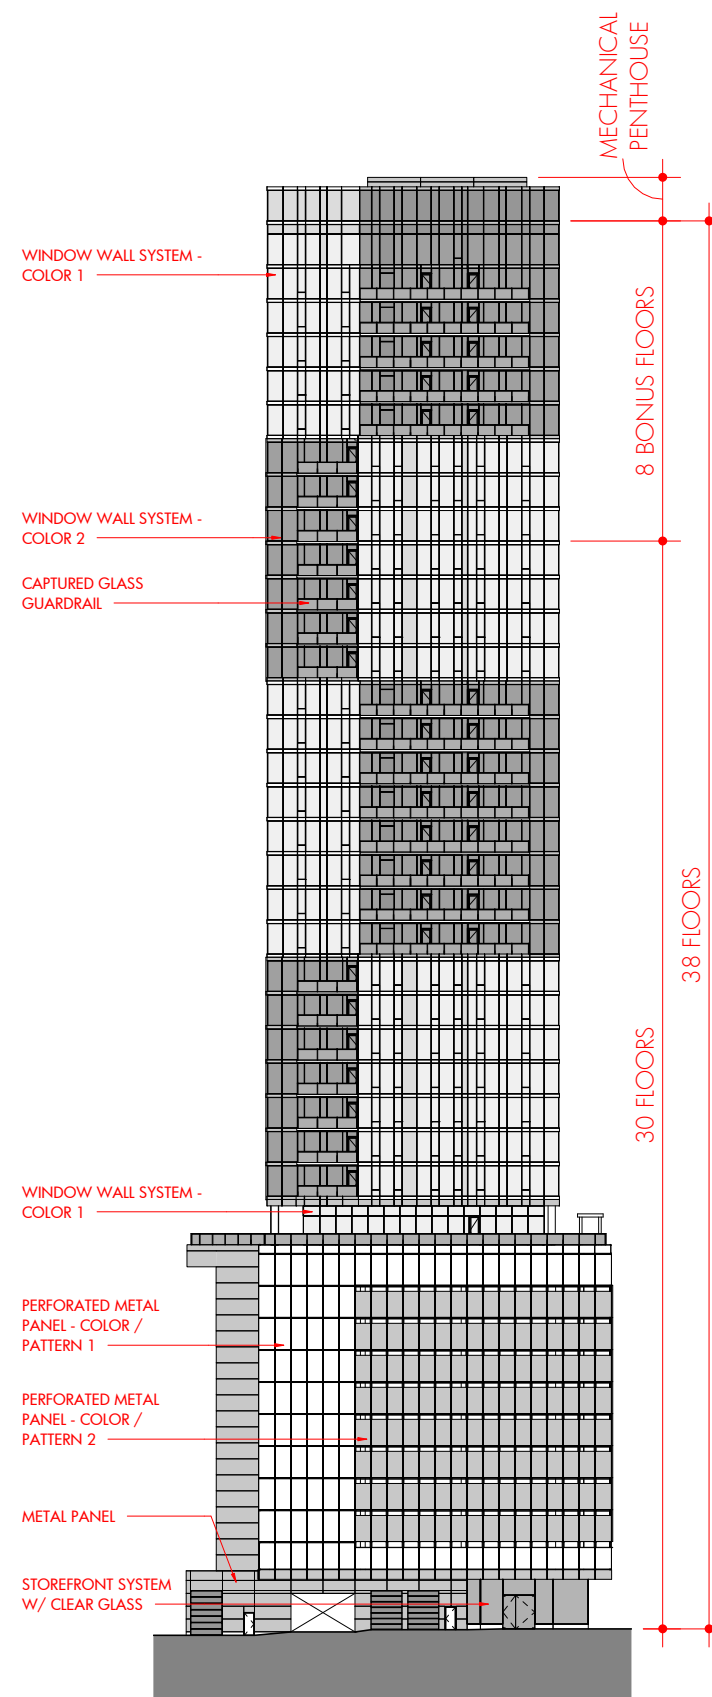 MECHANICAL
PENTHOUSE
WINDOW WALL SYSTEM -
COLOR 1
8 BONUS FLOORS
WINDOW WALL SYSTEM -
COLOR 2
CAPTURED GLASS
GUARDRAIL
38 FLOORS
30 FLOORS
WINDOW WALL SYSTEM -
COLOR 1
PERFORATED METAL
PANEL - COLOR /
PATTERN 1
PERFORATED METAL
PANEL - COLOR /
PATTERN 2
METAL PANEL
STOREFRONT SYSTEM
W/ CLEAR GLASS